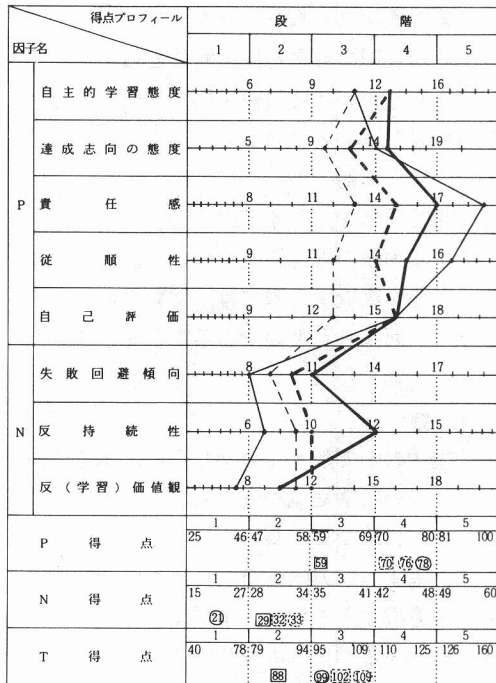 得点プロフィール 段 階
因子名 1 2 3 4 5
6 9 12 16
自主的学習態度
5 9 14 19
達成志向の態度
8 11 14 17
P 責任感
9 11 14 16
従順性
9 12 15 18
自己評価
8 11 14 17
失敗回避傾向
6 10 12 15
N 反持続性
8 12 15 18
反(学習)価値観
1 2 3 4 5
P得点 25 46 47 58 59 69 70 80 81 100
59 70 76 78
1 2 3 4 5
N得点 15 27 28 34 35 41 42 48 49 60
21 29 32 33
1 2 3 4 5
T得点 40 78 79 94 95 109 110 125 126 160
88 99 102 109